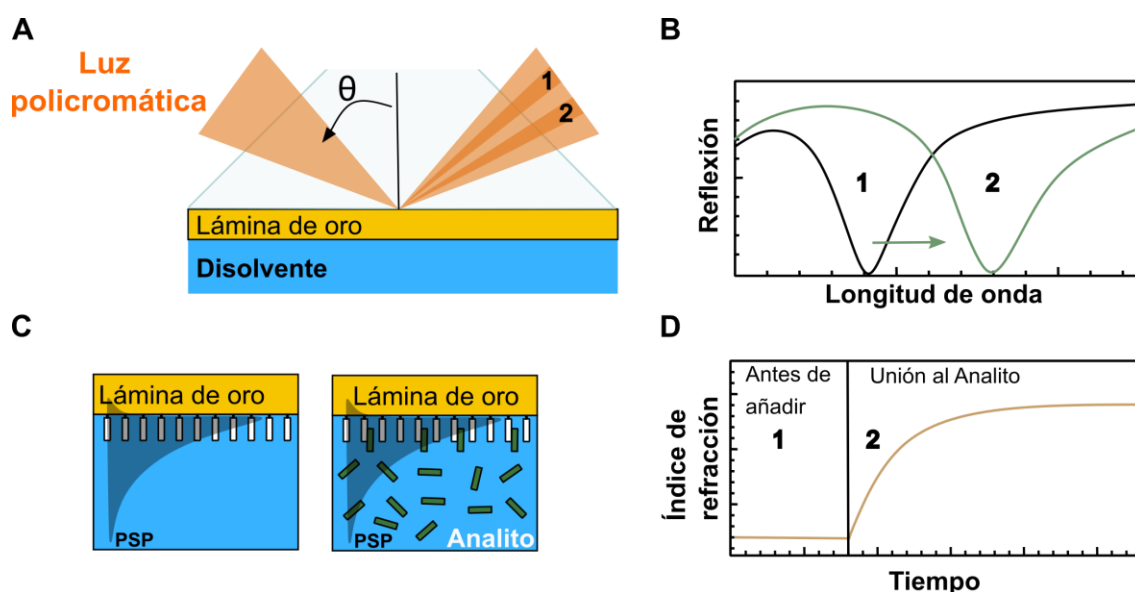 A
Luz
policromática
θ
1
2
Lámina de oro
Disolvente
B
Reflexión
1
2
Longitud de onda
C
Lámina de oro
PSP
Lámina de oro
PSP
Analito
D
Índice de
refracción
Antes de
añadir
1
Unión al Analito
2
Tiempo